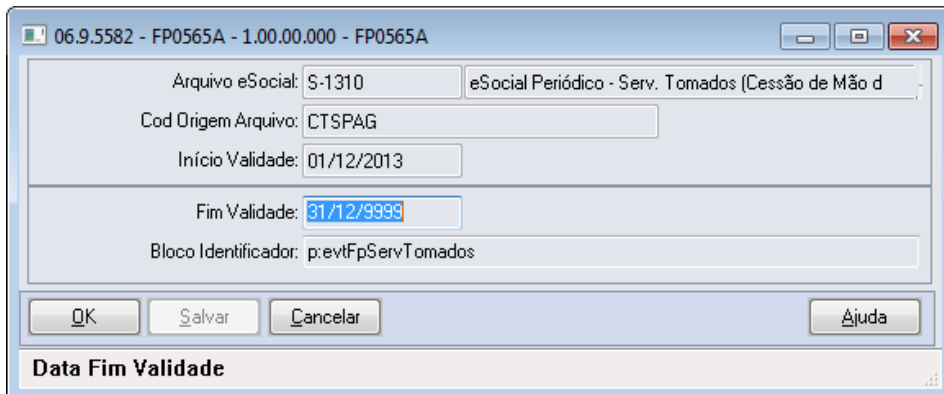 06.9.5582 - FP0565A - 1.00.00.000 - FP0565A
Arquivo eSocial: S-1310 eSocial Periódico - Serv. Tomados (Cessão de Mão d
Cod Origem Arquivo: CTSPAG
Início Validade: 01/12/2013
Fim Validade: 31/12/9999
Bloco Identificador: p:evtFpServTomados
OK Salvar Cancelar Ajuda
Data Fim Validade